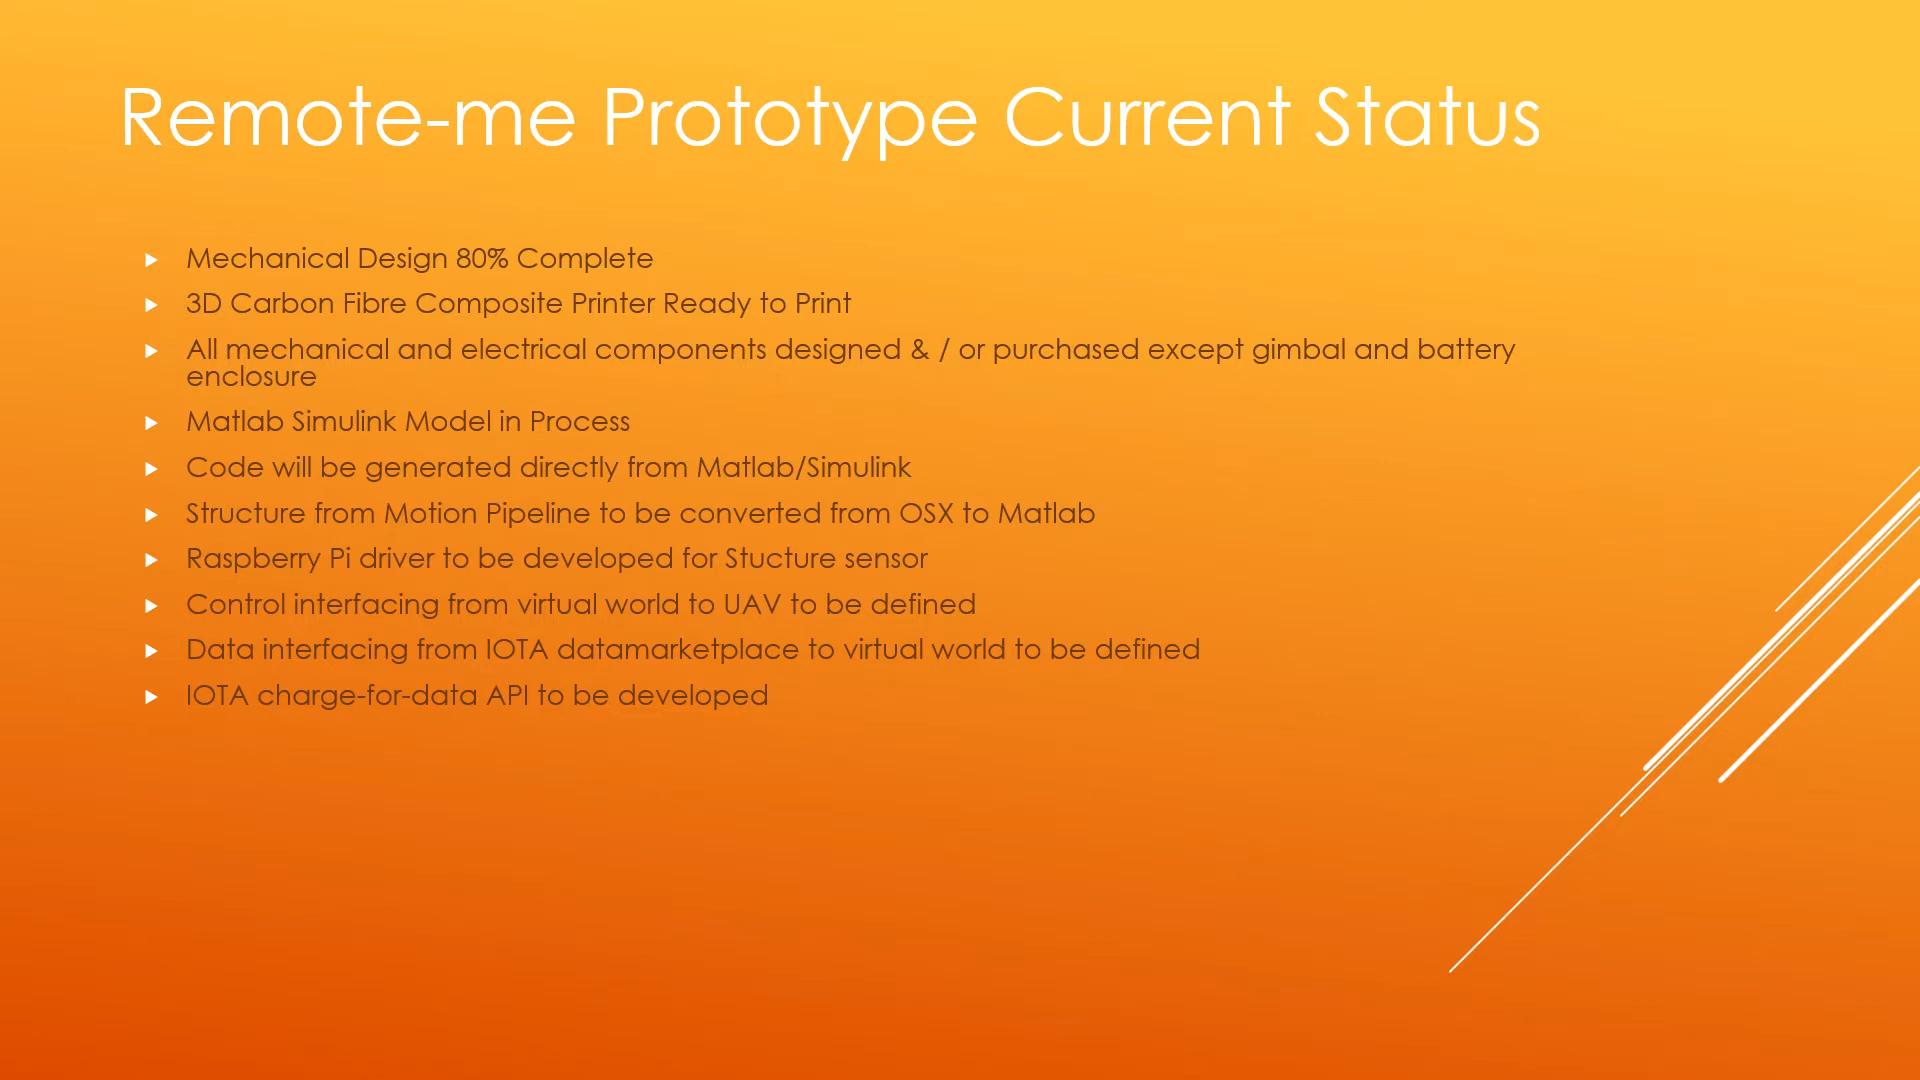 Remote-me Prototype Current Status
Mechanical Design 80% Complete
3D Carbon Fibre Composite Printer Ready to Print
All mechanical and electrical components designed & / or purchased except gimbal and battery
enclosure
Matlab Simulink Model in Process
Code will be generated directly from Matlab/Simulink
Structure from Motion Pipeline to be converted from OSX to Matlab
Raspberry Pi driver to be developed for Stucture sensor
Control interfacing from virtual world to UAV to be defined
Data interfacing from IOTA datamarketplace to virtual world to be defined
IOTA charge-for-data API to be developed